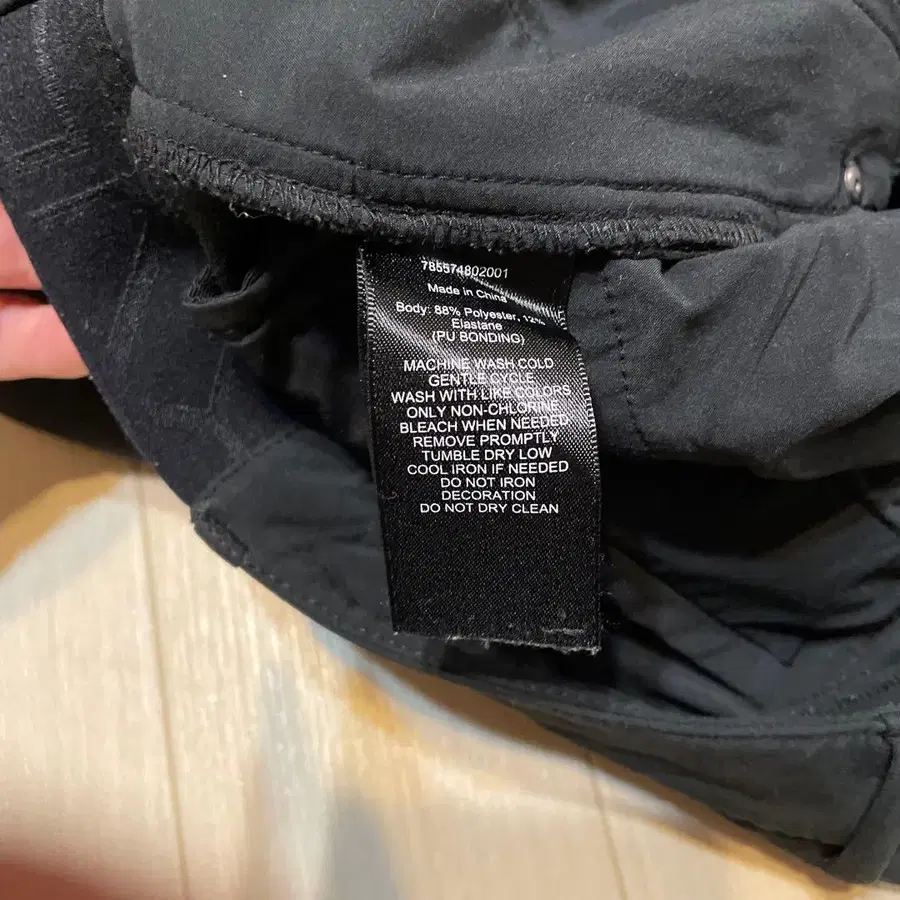 785574802001
Made in China
Body: 88% Polyester, 12%
Elastane
(PU BONDING)
MACHINE WASH COLD
GENTLE CYCLE
WASH WITH LIKE COLORS
ONLY NON-CHLORINE
BLEACH WHEN NEEDED
REMOVE PROMPTLY
TUMBLE DRY LOW
COOL IRON IF NEEDED
DO NOT IRON
DECORATION
DO NOT DRY CLEAN